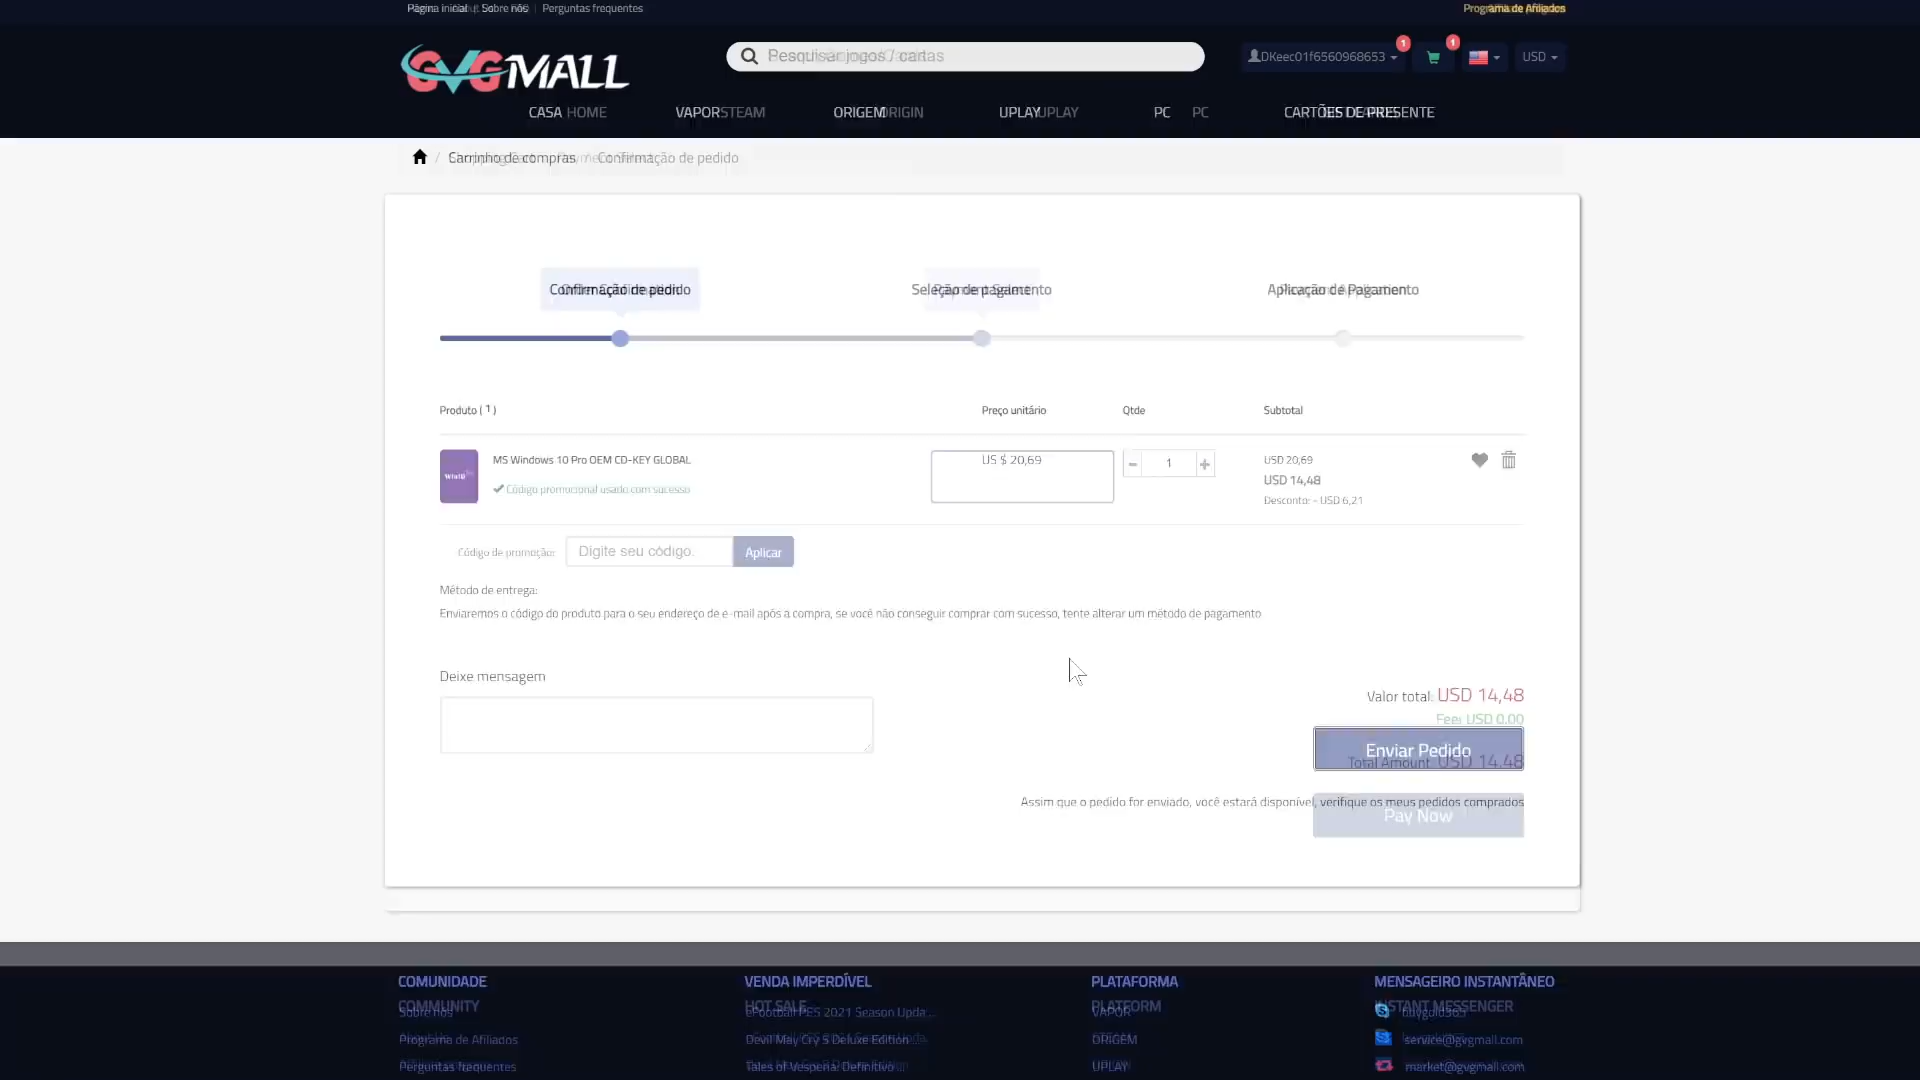 Página inicial Sobre nós Perguntas frequentes
Programa de Afiliados
GVGMALL
Pesquisar jogos / cartas
DKeec01f6560968653
1
1
USD
CASA HOME VAPOR STEAM ORIGEM ORIGIN UPLAY UPLAY PC PC CARTÕES DE PRESENTE
/ Carrinho de compras / Confirmação de pedido
Confirmação de pedido Seleção de pagamento Aplicação de Pagamento
Produto ( 1 ) Preço unitário Qtde Subtotal
MS Windows 10 Pro OEM CD-KEY GLOBAL
Código promocional usado com sucesso
US $ 20,69
- 1 +
USD 20,69
USD 14,48
Desconto: - USD 6,21
Código de promoção: Digite seu código. Aplicar
Método de entrega:
Enviaremos o código do produto para o seu endereço de e-mail após a compra, se você não conseguir comprar com sucesso, tente alterar um método de pagamento
Deixe mensagem
Valor total: USD 14,48
Fee: USD 0.00
Enviar Pedido
Total Amount: USD 14.48
Assim que o pedido for enviado, você estará disponível, verifique os meus pedidos comprados
Pay Now
COMUNIDADE VENDA IMPERDÍVEL PLATAFORMA MENSAGEIRO INSTANTÂNEO
COMMUNITY HOT SALE PLATFORM INSTANT MESSENGER
Sobre nós eFootball PES 2021 Season Upda... VAPOR
Programa de Afiliados Devil May Cry 5 Deluxe Edition ORIGEM service@gvgmall.com
Perguntas frequentes Tales of Vesperia: Definitivo... UPLAY market@gvgmall.com